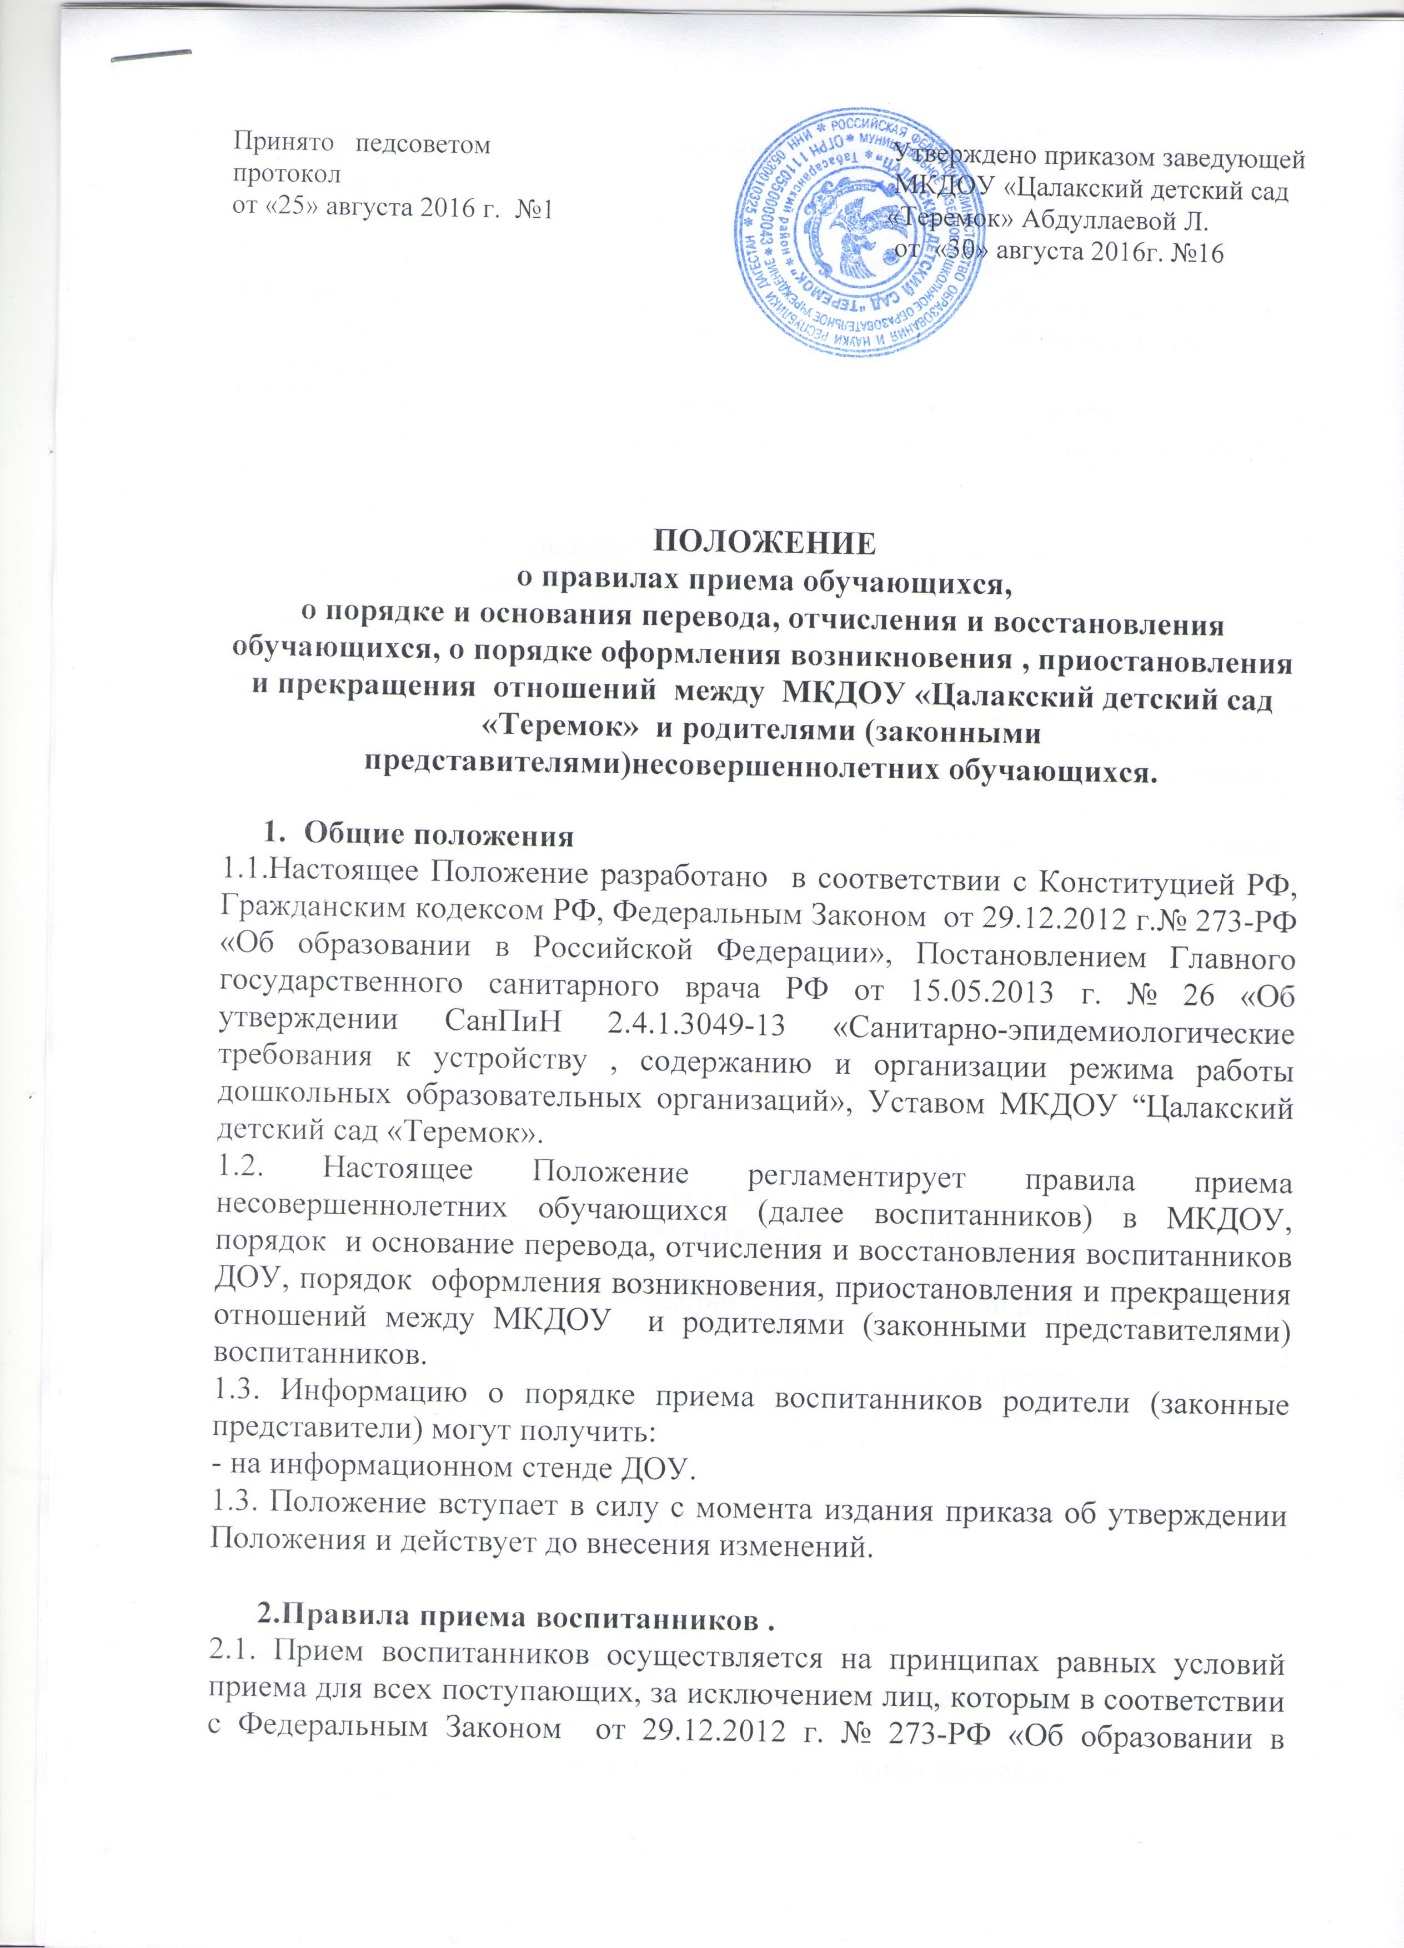 Принято педсоветом
протокол
от «25» августа 2016 г. №1
Утверждено приказом заведующей
МКДОУ «Цалакский детский сад
«Теремок» Абдуллаевой Л.
от «30» августа 2016г. №16
ПОЛОЖЕНИЕ
о правилах приема обучающихся,
о порядке и основания перевода, отчисления и восстановления
обучающихся, о порядке оформления возникновения , приостановления
и прекращения отношений между МКДОУ «Цалакский детский сад
«Теремок» и родителями (законными
представителями)несовершеннолетних обучающихся.
1. Общие положения
1.1.Настоящее Положение разработано в соответствии с Конституцией РФ,
Гражданским кодексом РФ, Федеральным Законом от 29.12.2012 г.№ 273-РФ
«Об образовании в Российской Федерации», Постановлением Главного
государственного санитарного врача РФ от 15.05.2013 г. № 26 «Об
утверждении СанПиН 2.4.1.3049-13 «Санитарно-эпидемиологические
требования к устройству , содержанию и организации режима работы
дошкольных образовательных организаций», Уставом МКДОУ “Цалакский
детский сад «Теремок».
1.2. Настоящее Положение регламентирует правила приема
несовершеннолетних обучающихся (далее воспитанников) в МКДОУ,
порядок и основание перевода, отчисления и восстановления воспитанников
ДОУ, порядок оформления возникновения, приостановления и прекращения
отношений между МКДОУ и родителями (законными представителями)
воспитанников.
1.3. Информацию о порядке приема воспитанников родители (законные
представители) могут получить:
- на информационном стенде ДОУ.
1.3. Положение вступает в силу с момента издания приказа об утверждении
Положения и действует до внесения изменений.
2.Правила приема воспитанников .
2.1. Прием воспитанников осуществляется на принципах равных условий
приема для всех поступающих, за исключением лиц, которым в соответствии
с Федеральным Законом от 29.12.2012 г. № 273-РФ «Об образовании в